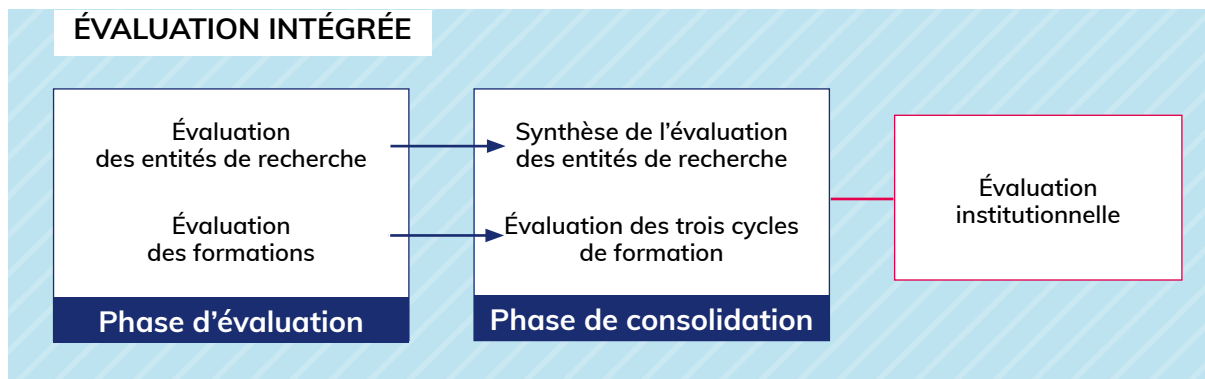 ÉVALUATION INTÉGRÉE
Évaluation
des entités de recherche
Évaluation
des formations
Phase d’évaluation
Synthèse de l’évaluation
des entités de recherche
Évaluation des trois cycles
de formation
Phase de consolidation
Évaluation
institutionnelle